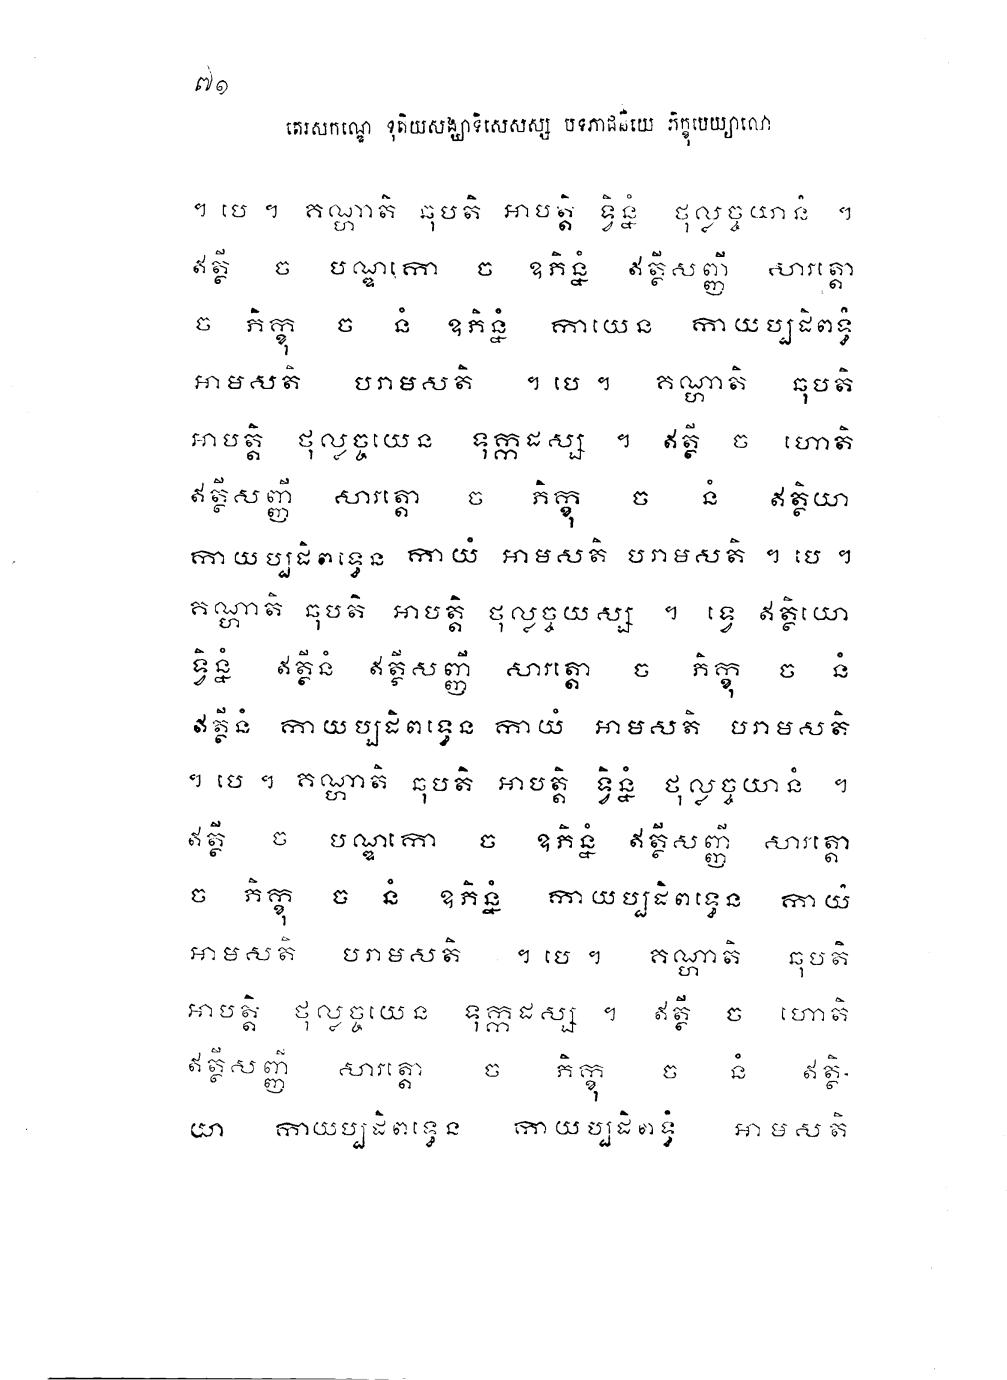 ៧១
តេរសកណ្ឌេ ទុតិយសង្ឃាទិសេសស្ស បទភាជនីយេ ភិក្ខុបេយ្យាលោ
។ បេ ។ គណ្ហាតិ ឆុបតិ អាបត្តិ ទ្វិន្នំ ថុល្លច្ចយានំ ។
ឥត្ថី ច បណ្ឌកោ ច ឧភិន្នំ ឥត្ថីសញ្ញី សារត្តោ
ច ភិក្ខុ ច នំ ឧភិន្នំ កាយេន កាយប្បដិពទ្ធំ
អាមសតិ បរាមសតិ ។ បេ ។ គណ្ហាតិ ឆុបតិ
អាបត្តិ ថុល្លច្ចយេន ទុក្កដស្ស ។ ឥត្ថី ច ហោតិ
ឥត្ថីសញ្ញី សារត្តោ ច ភិក្ខុ ច នំ ឥត្ថិយា
កាយប្បដិពទ្ធេន កាយំ អាមសតិ បរាមសតិ ។ បេ ។
គណ្ហាតិ ឆុបតិ អាបត្តិ ថុល្លច្ចយស្ស ។ ទ្វេ ឥត្ថិយោ
ទ្វិន្នំ ឥត្ថីនំ ឥត្ថីសញ្ញី សារត្តោ ច ភិក្ខុ ច នំ
ឥត្ថីនំ កាយប្បដិពទ្ធេន កាយំ អាមសតិ បរាមសតិ
។ បេ ។ គណ្ហាតិ ឆុបតិ អាបត្តិ ទ្វិន្នំ ថុល្លច្ចយានំ ។
ឥត្ថី ច បណ្ឌកោ ច ឧភិន្នំ ឥត្ថីសញ្ញី សារត្តោ
ច ភិក្ខុ ច នំ ឧភិន្នំ កាយប្បដិពទ្ធេន កាយំ
អាមសតិ បរាមសតិ ។ បេ ។ គណ្ហាតិ ឆុបតិ
អាបត្តិ ថុល្លច្ចយេន ទុក្កដស្ស ។ ឥត្ថី ច ហោតិ
ឥត្ថីសញ្ញី សារត្តោ ច ភិក្ខុ ច នំ ឥត្ថិ-
យា កាយប្បដិពទ្ធេន កាយប្បដិពទ្ធំ អាមសតិ